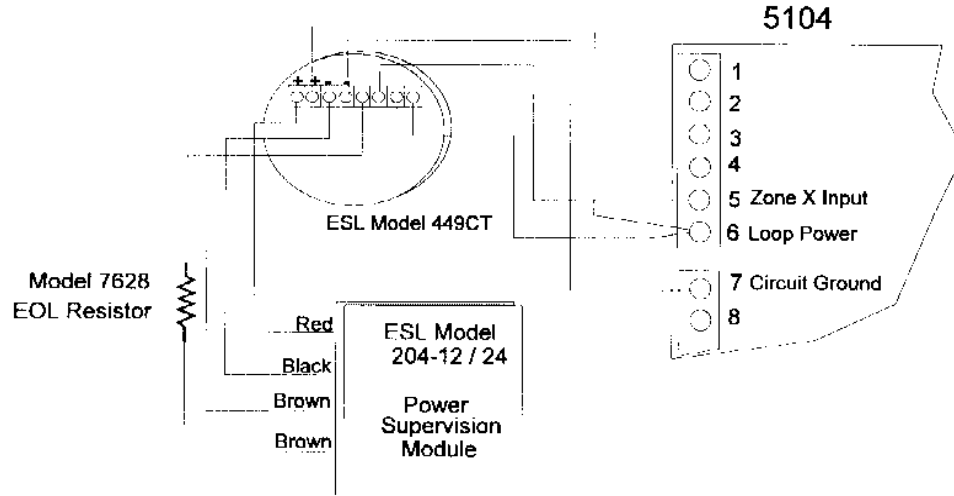 5104
+ + - -
1
2
3
4
5 Zone X Input
6 Loop Power
7 Circuit Ground
8
ESL Model 449CT
Model 7628
EOL Resistor
Red
Black
Brown
Brown
ESL Model
204-12 / 24
Power
Supervision
Module